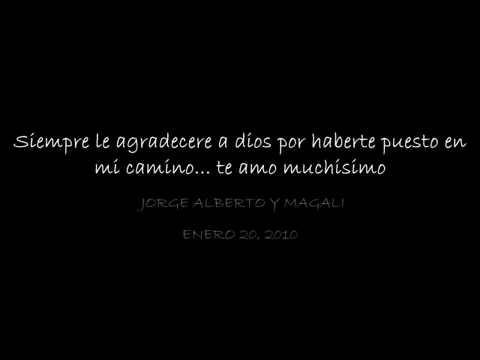 Siempre le agradecere a dios por haberte puesto en
mi camino... te amo muchisimo
JORGE ALBERTO Y MAGALI
ENERO 20, 2010